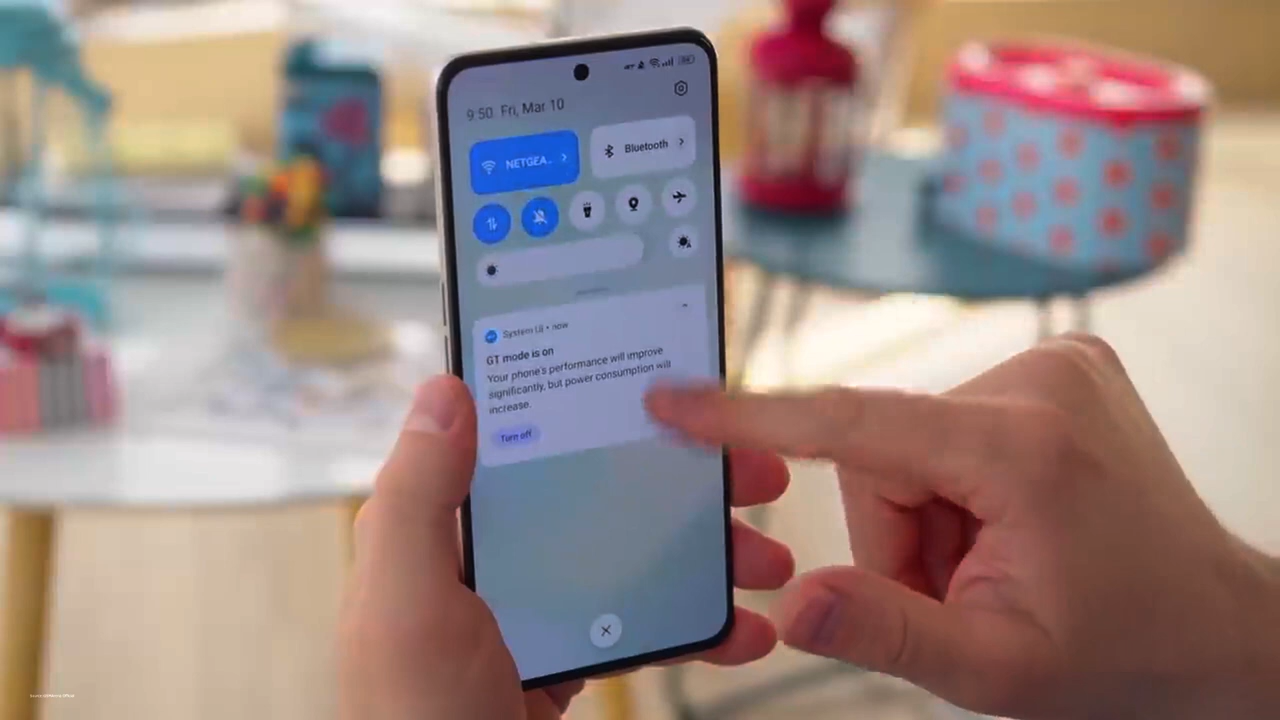 9:50 Fri, Mar 10
NETGEA..
Bluetooth
System UI • now
GT mode is on
Your phone's performance will improve
significantly, but power consumption will
increase.
Turn off